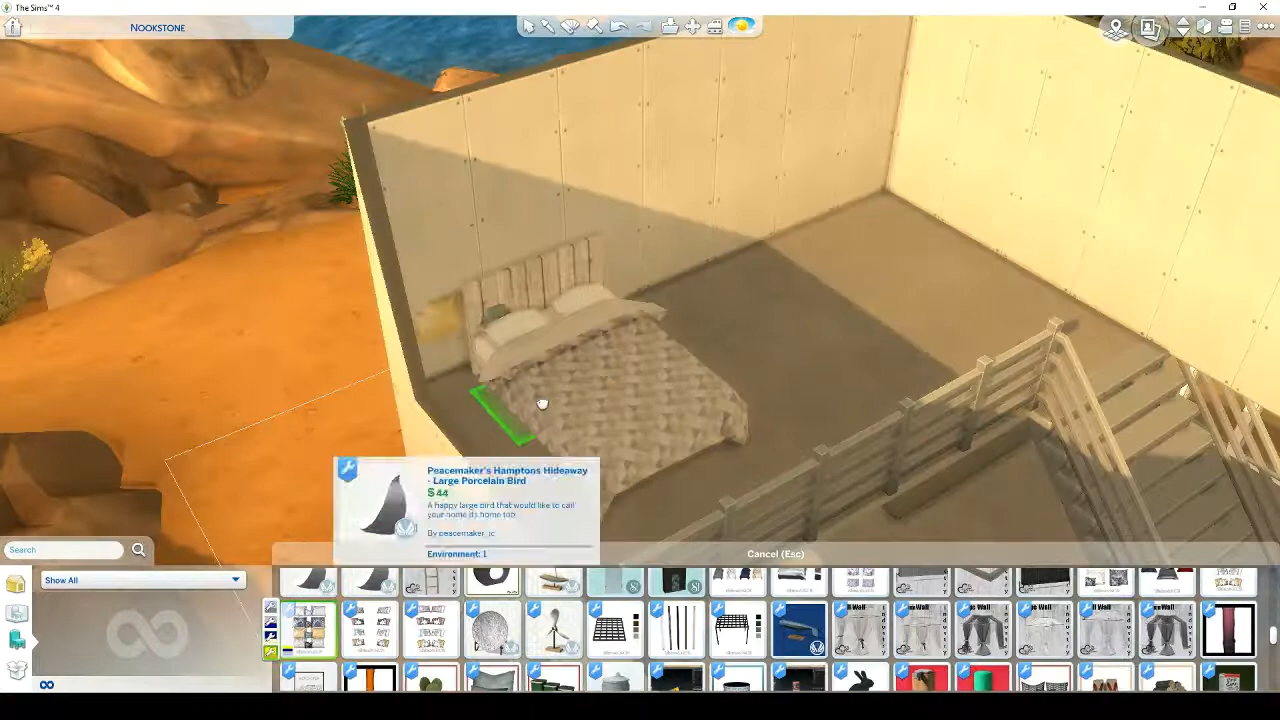 The Sims™ 4
NOOKSTONE
Peacemaker's Hamptons Hideaway
- Large Porcelain Bird
§44
A happy large bird that would like to call
your home its home too.
By peacemaker_ic
Environment: 1
Cancel (Esc)
Search
Show All